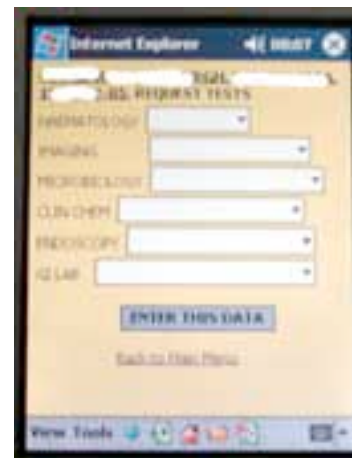 Internet Explorer
REQUEST TESTS
HAEMATOLOGY
IMAGING
MICROBIOLOGY
CLIN CHEM
ENDOSCOPY
GI LAB
ENTER THIS DATA
Back to Main Menu
View Tools